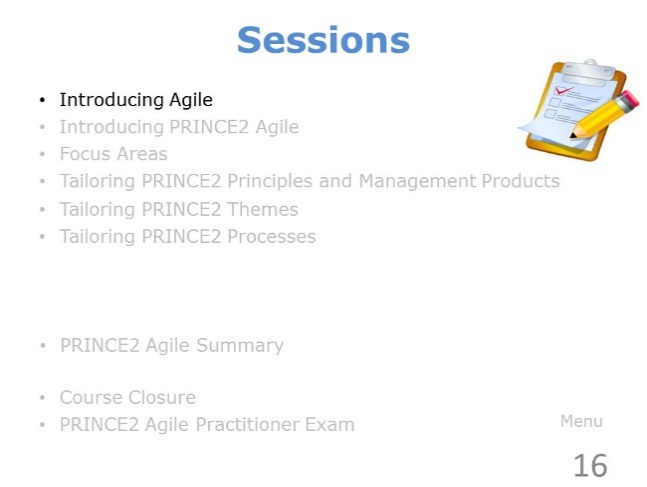 Sessions
• Introducing Agile
• Introducing PRINCE2 Agile
• Focus Areas
• Tailoring PRINCE2 Principles and Management Products
• Tailoring PRINCE2 Themes
• Tailoring PRINCE2 Processes
• PRINCE2 Agile Summary
• Course Closure
• PRINCE2 Agile Practitioner Exam
Menu
16